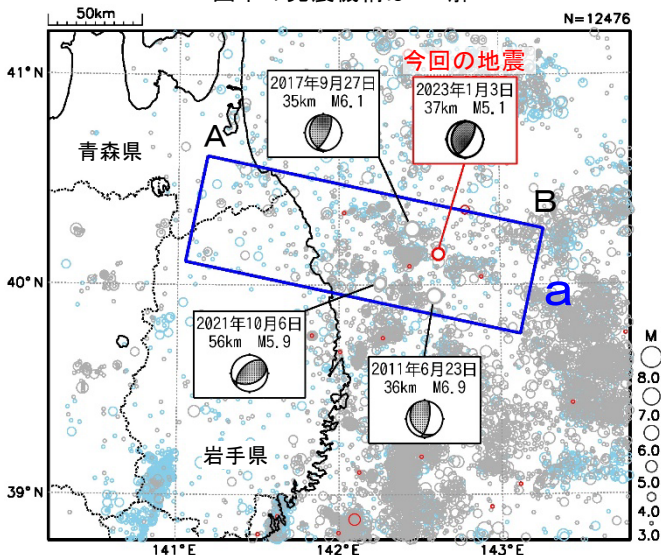 50km
N=12476
41°N
今回の地震
2017年9月27日
35km M6.1
2023年1月3日
37km M5.1
A
青森県
B
40°N
a
2021年10月6日
56km M5.9
2011年6月23日
36km M6.9
M
8.0
7.0
6.0
5.0
4.0
3.0
岩手県
39°N
141°E
142°E
143°E